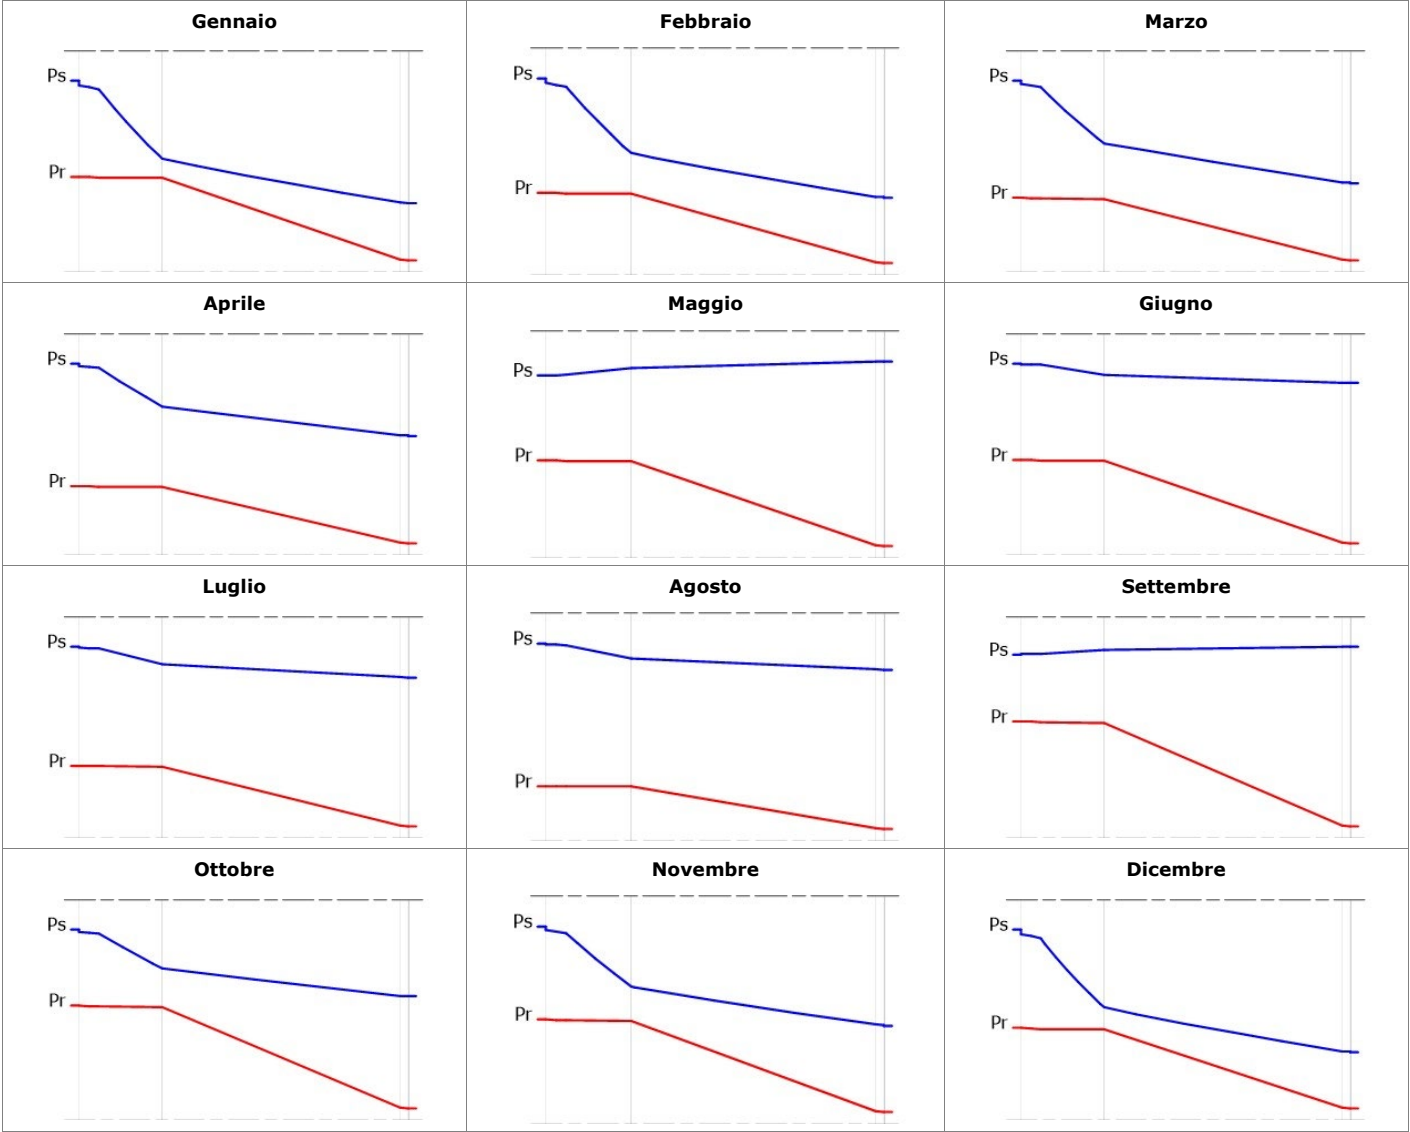 Gennaio
Febbraio
Marzo
Ps
Ps
Ps
Pr
Pr
Pr
Aprile
Maggio
Giugno
Ps
Ps
Ps
Pr
Pr
Pr
Luglio
Agosto
Settembre
Ps
Ps
Ps
Pr
Pr
Pr
Ottobre
Novembre
Dicembre
Ps
Ps
Ps
Pr
Pr
Pr